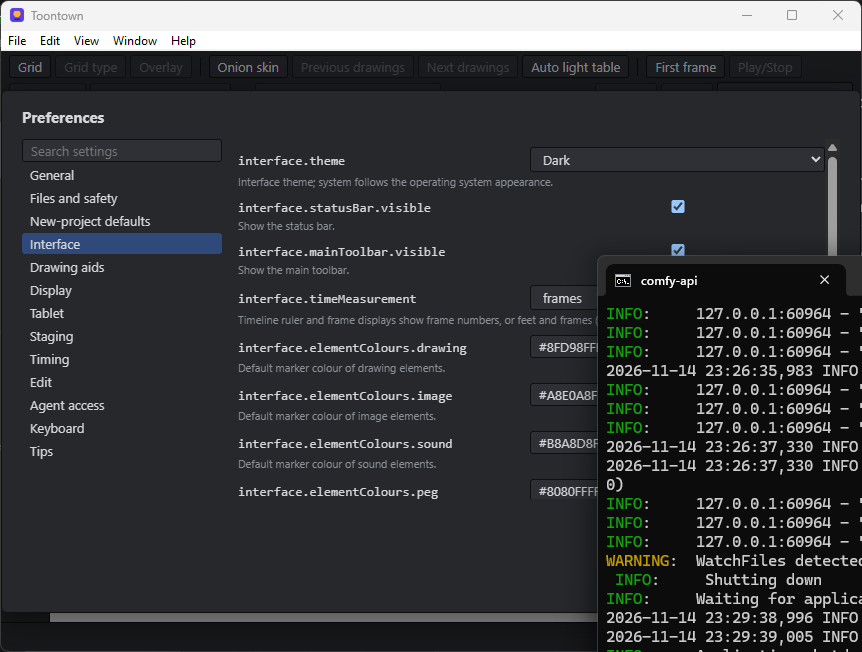 Toontown
File Edit View Window Help
Grid Grid type Overlay Onion skin Previous drawings Next drawings Auto light table First frame Play/Stop
Preferences
Search settings
General
Files and safety
New-project defaults
Interface
Drawing aids
Display
Tablet
Staging
Timing
Edit
Agent access
Keyboard
Tips
interface.theme Dark
Interface theme; system follows the operating system appearance.
interface.statusBar.visible
Show the status bar.
interface.mainToolbar.visible
Show the main toolbar.
interface.timeMeasurement frames
Timeline ruler and frame displays show frame numbers, or feet and frames (
interface.elementColours.drawing #8FD98FFF
Default marker colour of drawing elements.
interface.elementColours.image #A8E0A8F
Default marker colour of image elements.
interface.elementColours.sound #B8A8D8F
Default marker colour of sound elements.
interface.elementColours.peg #8080FFFF
comfy-api
INFO: 127.0.0.1:60964 - "
INFO: 127.0.0.1:60964 - "
INFO: 127.0.0.1:60964 - "
2026-11-14 23:26:35,983 INFO
INFO: 127.0.0.1:60964 - "
INFO: 127.0.0.1:60964 - "
INFO: 127.0.0.1:60964 - "
2026-11-14 23:26:37,330 INFO
2026-11-14 23:26:37,330 INFO
0)
INFO: 127.0.0.1:60964 - "
INFO: 127.0.0.1:60964 - "
INFO: 127.0.0.1:60964 - "
WARNING: WatchFiles detected
INFO: Shutting down
INFO: Waiting for applica
2026-11-14 23:29:38,996 INFO
2026-11-14 23:29:39,005 INFO